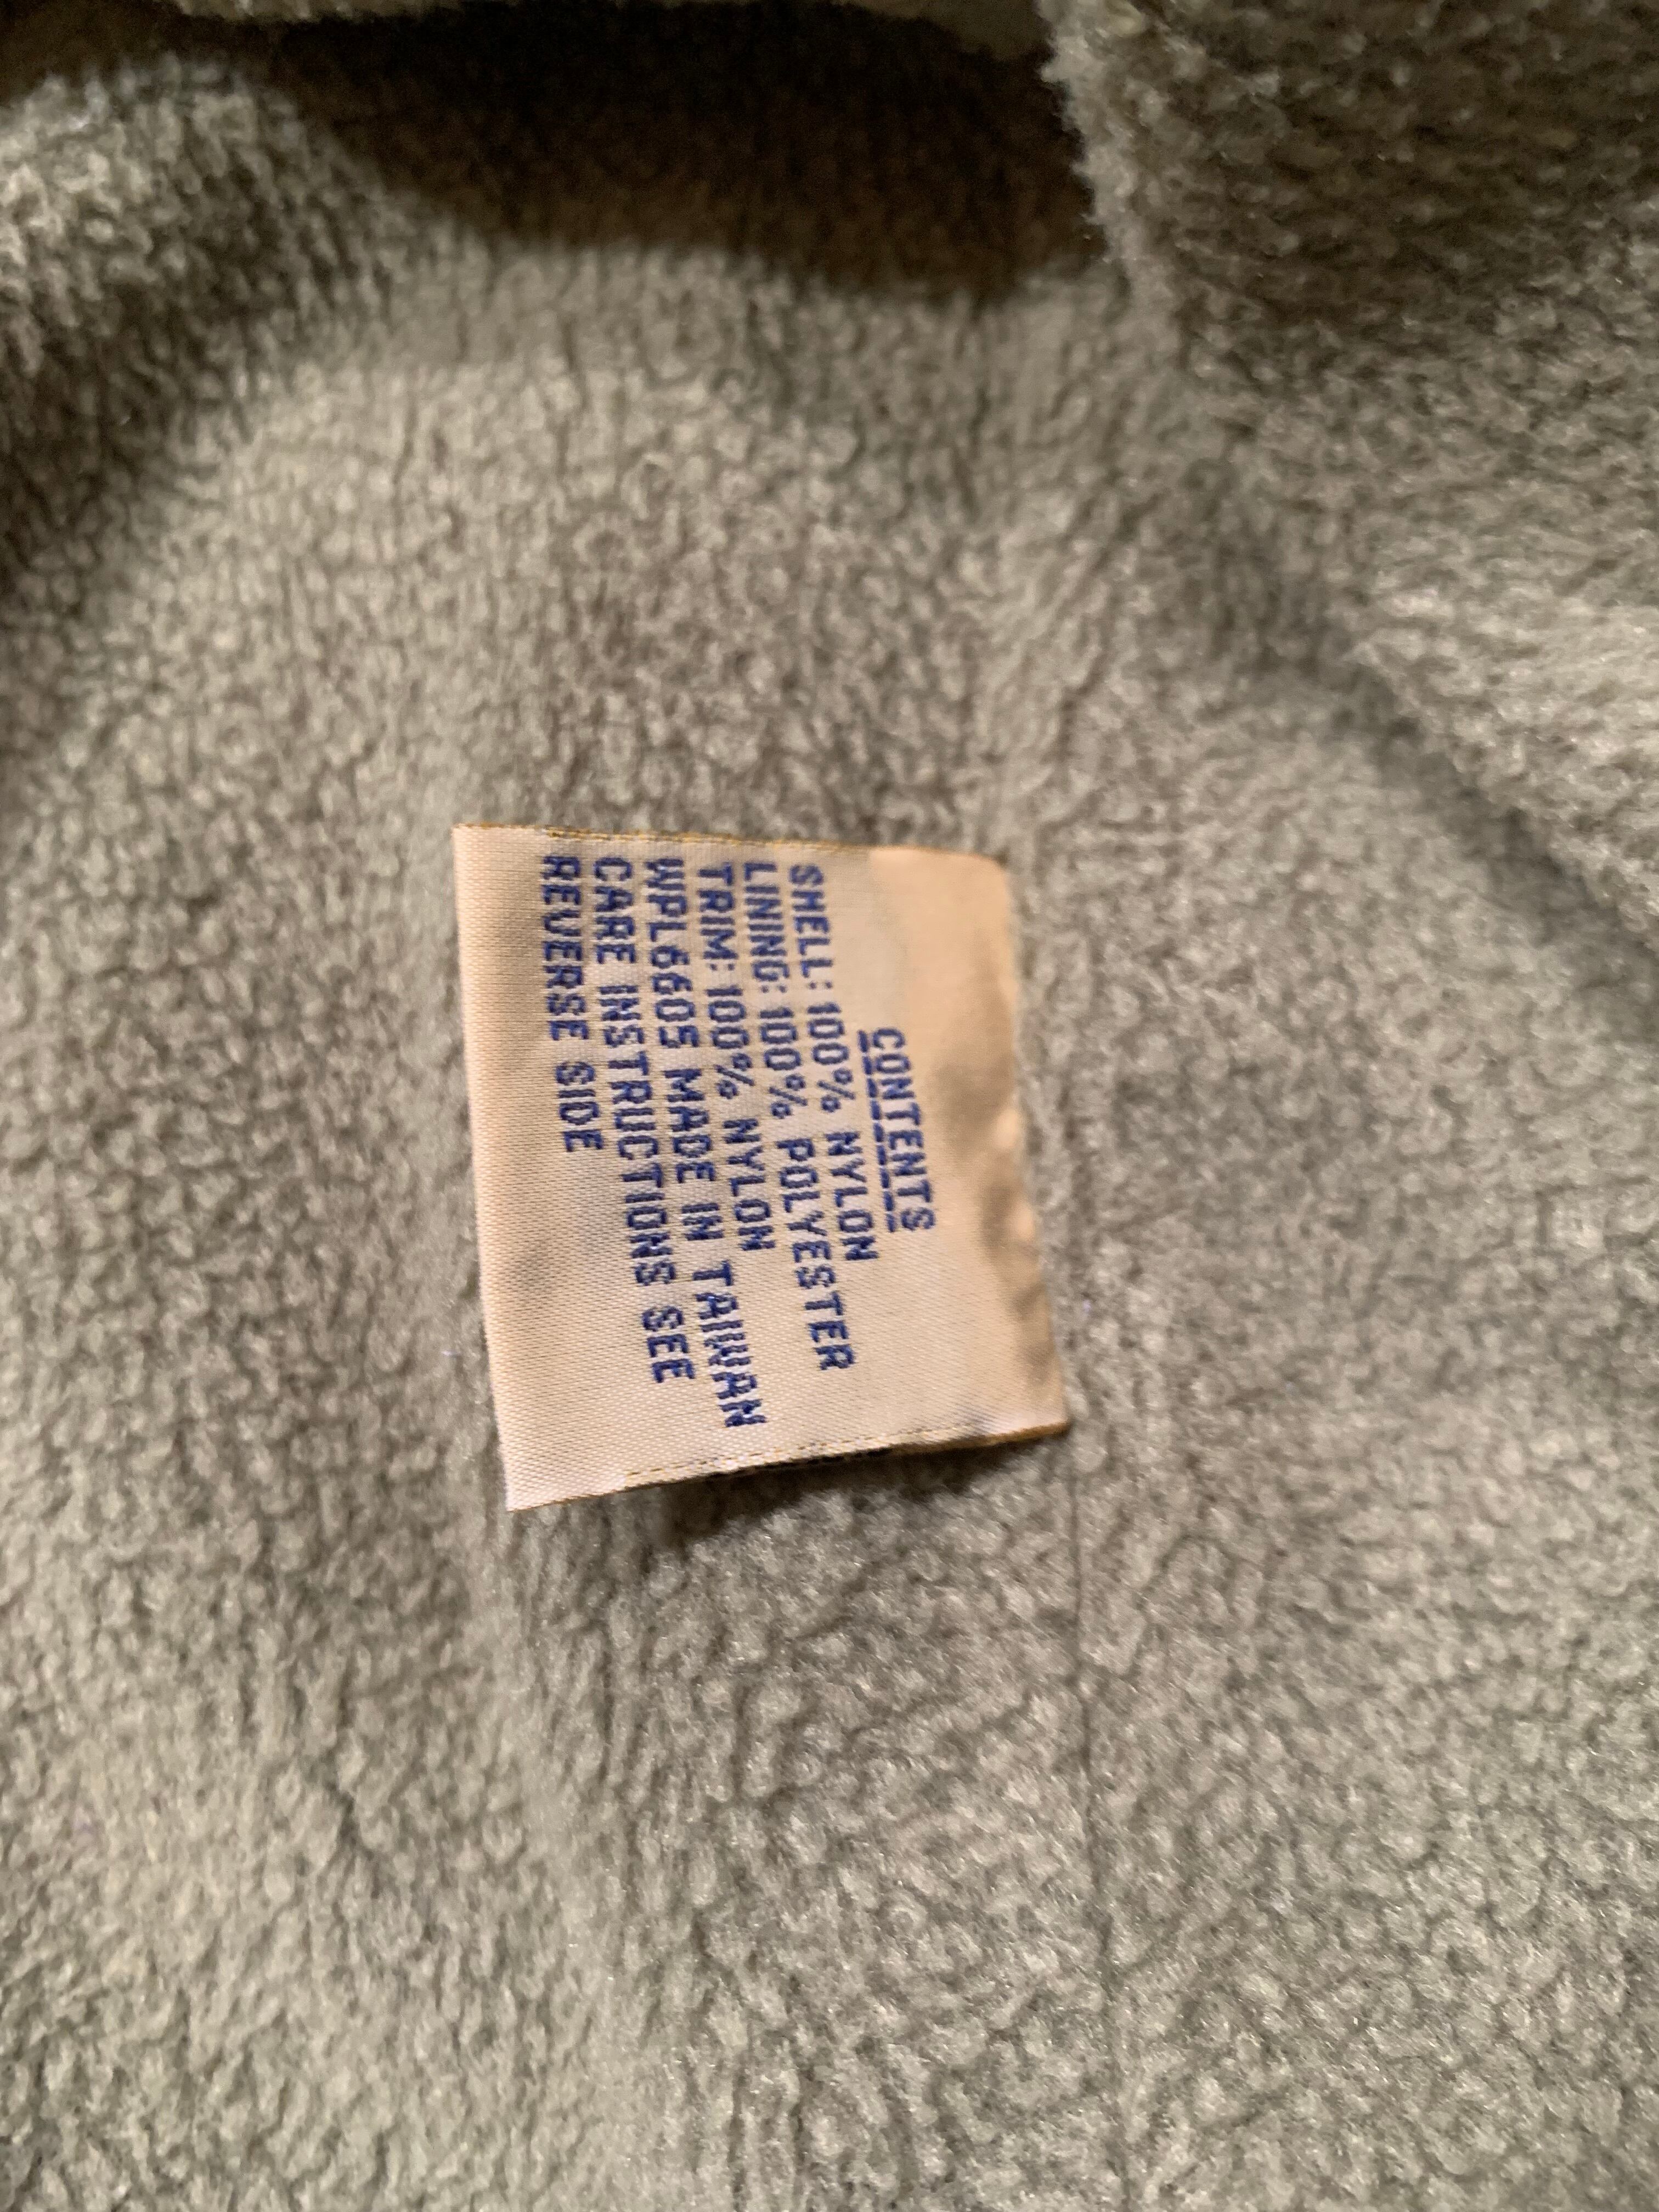 CONTENTS
SHELL: 100% NYLON
LINING: 100% POLYESTER
TRIM: 100% NYLON
WPL6605 MADE IN TAIWAN
CARE INSTRUCTIONS SEE
REVERSE SIDE